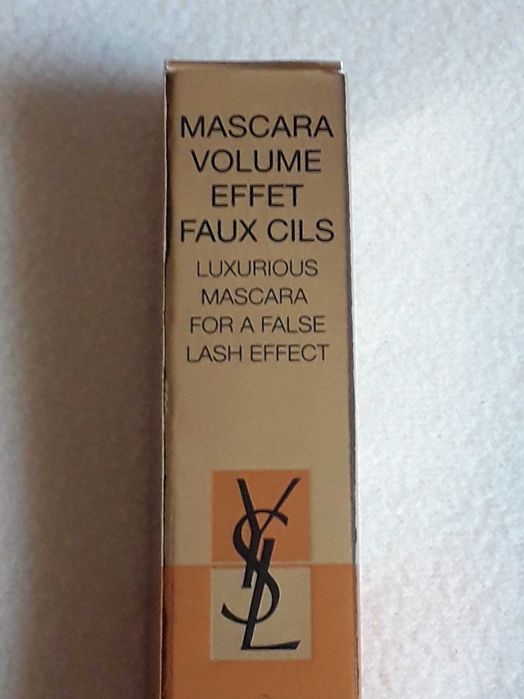 MASCARA
VOLUME
EFFET
FAUX CILS
LUXURIOUS
MASCARA
FOR A FALSE
LASH EFFECT
YSL